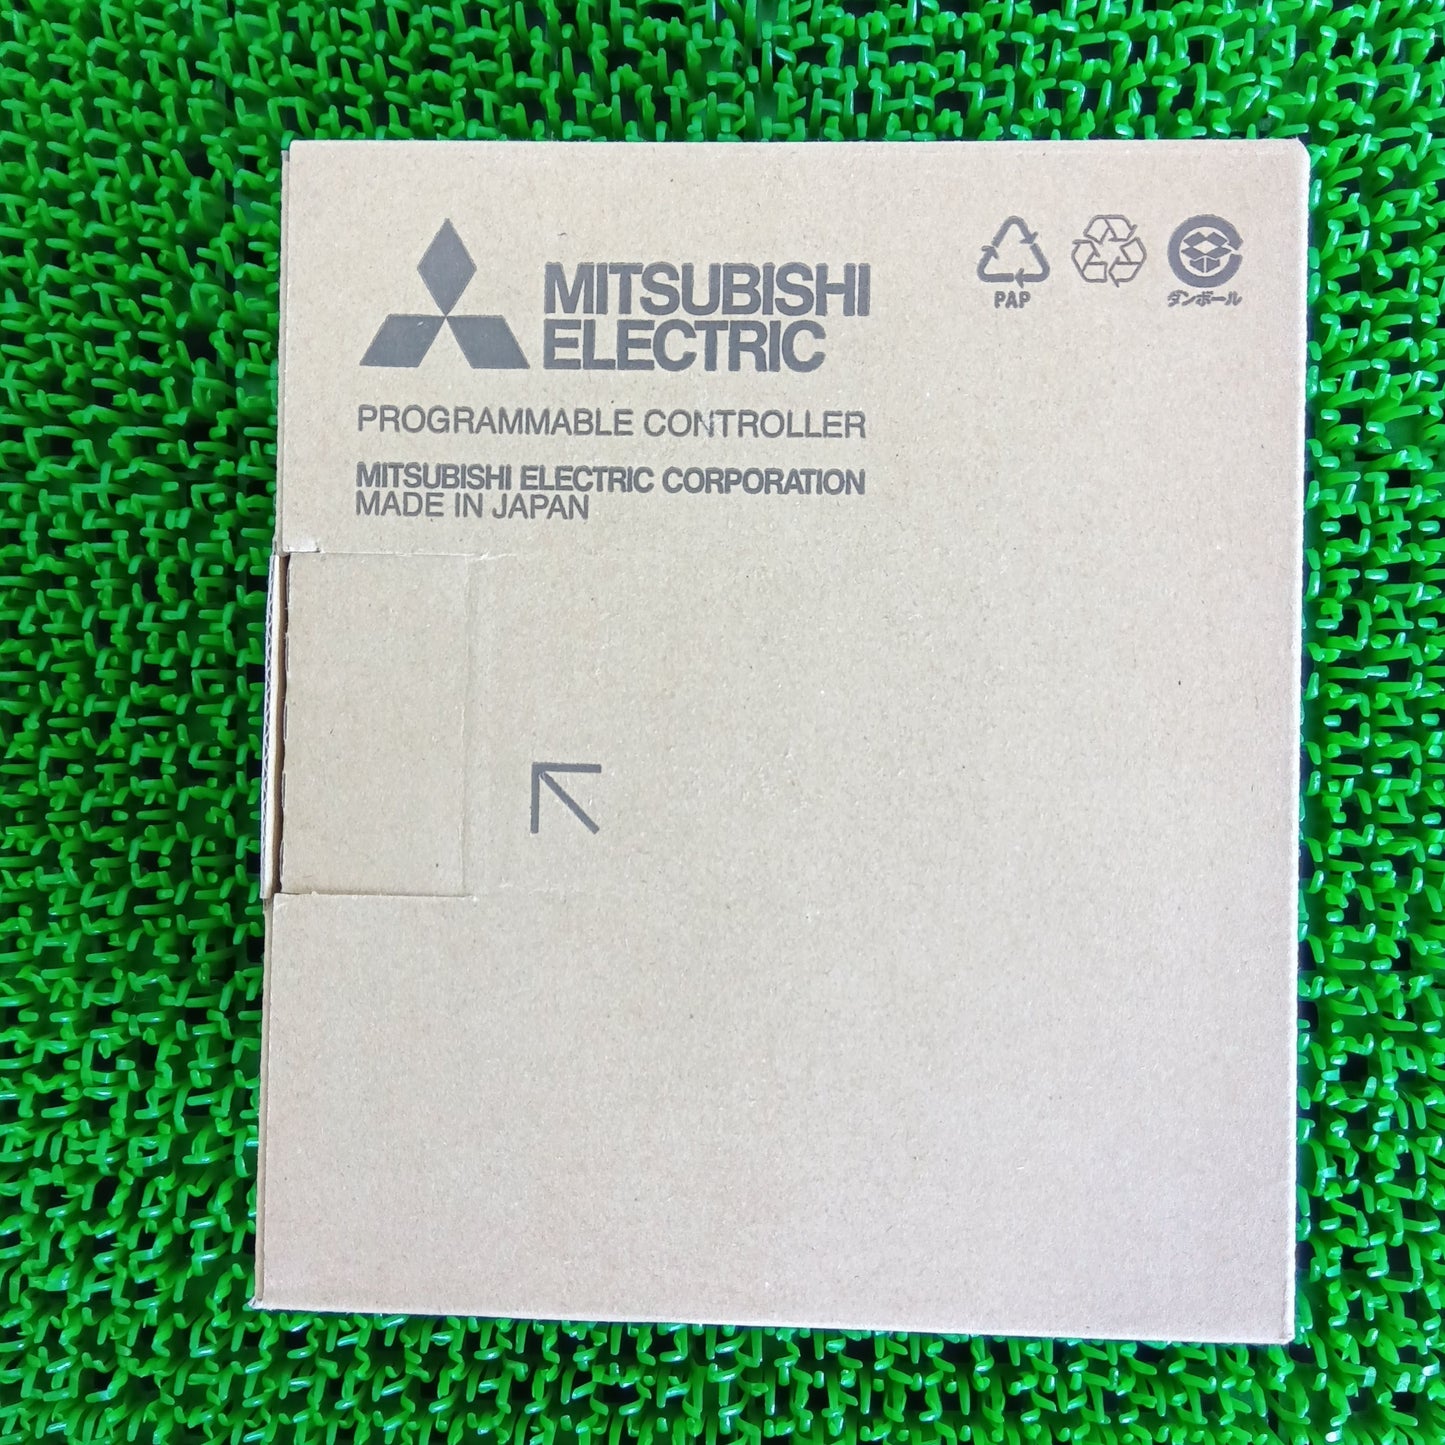 MITSUBISHI
ELECTRIC
PROGRAMMABLE CONTROLLER
MITSUBISHI ELECTRIC CORPORATION
MADE IN JAPAN
PAP
ダンボール